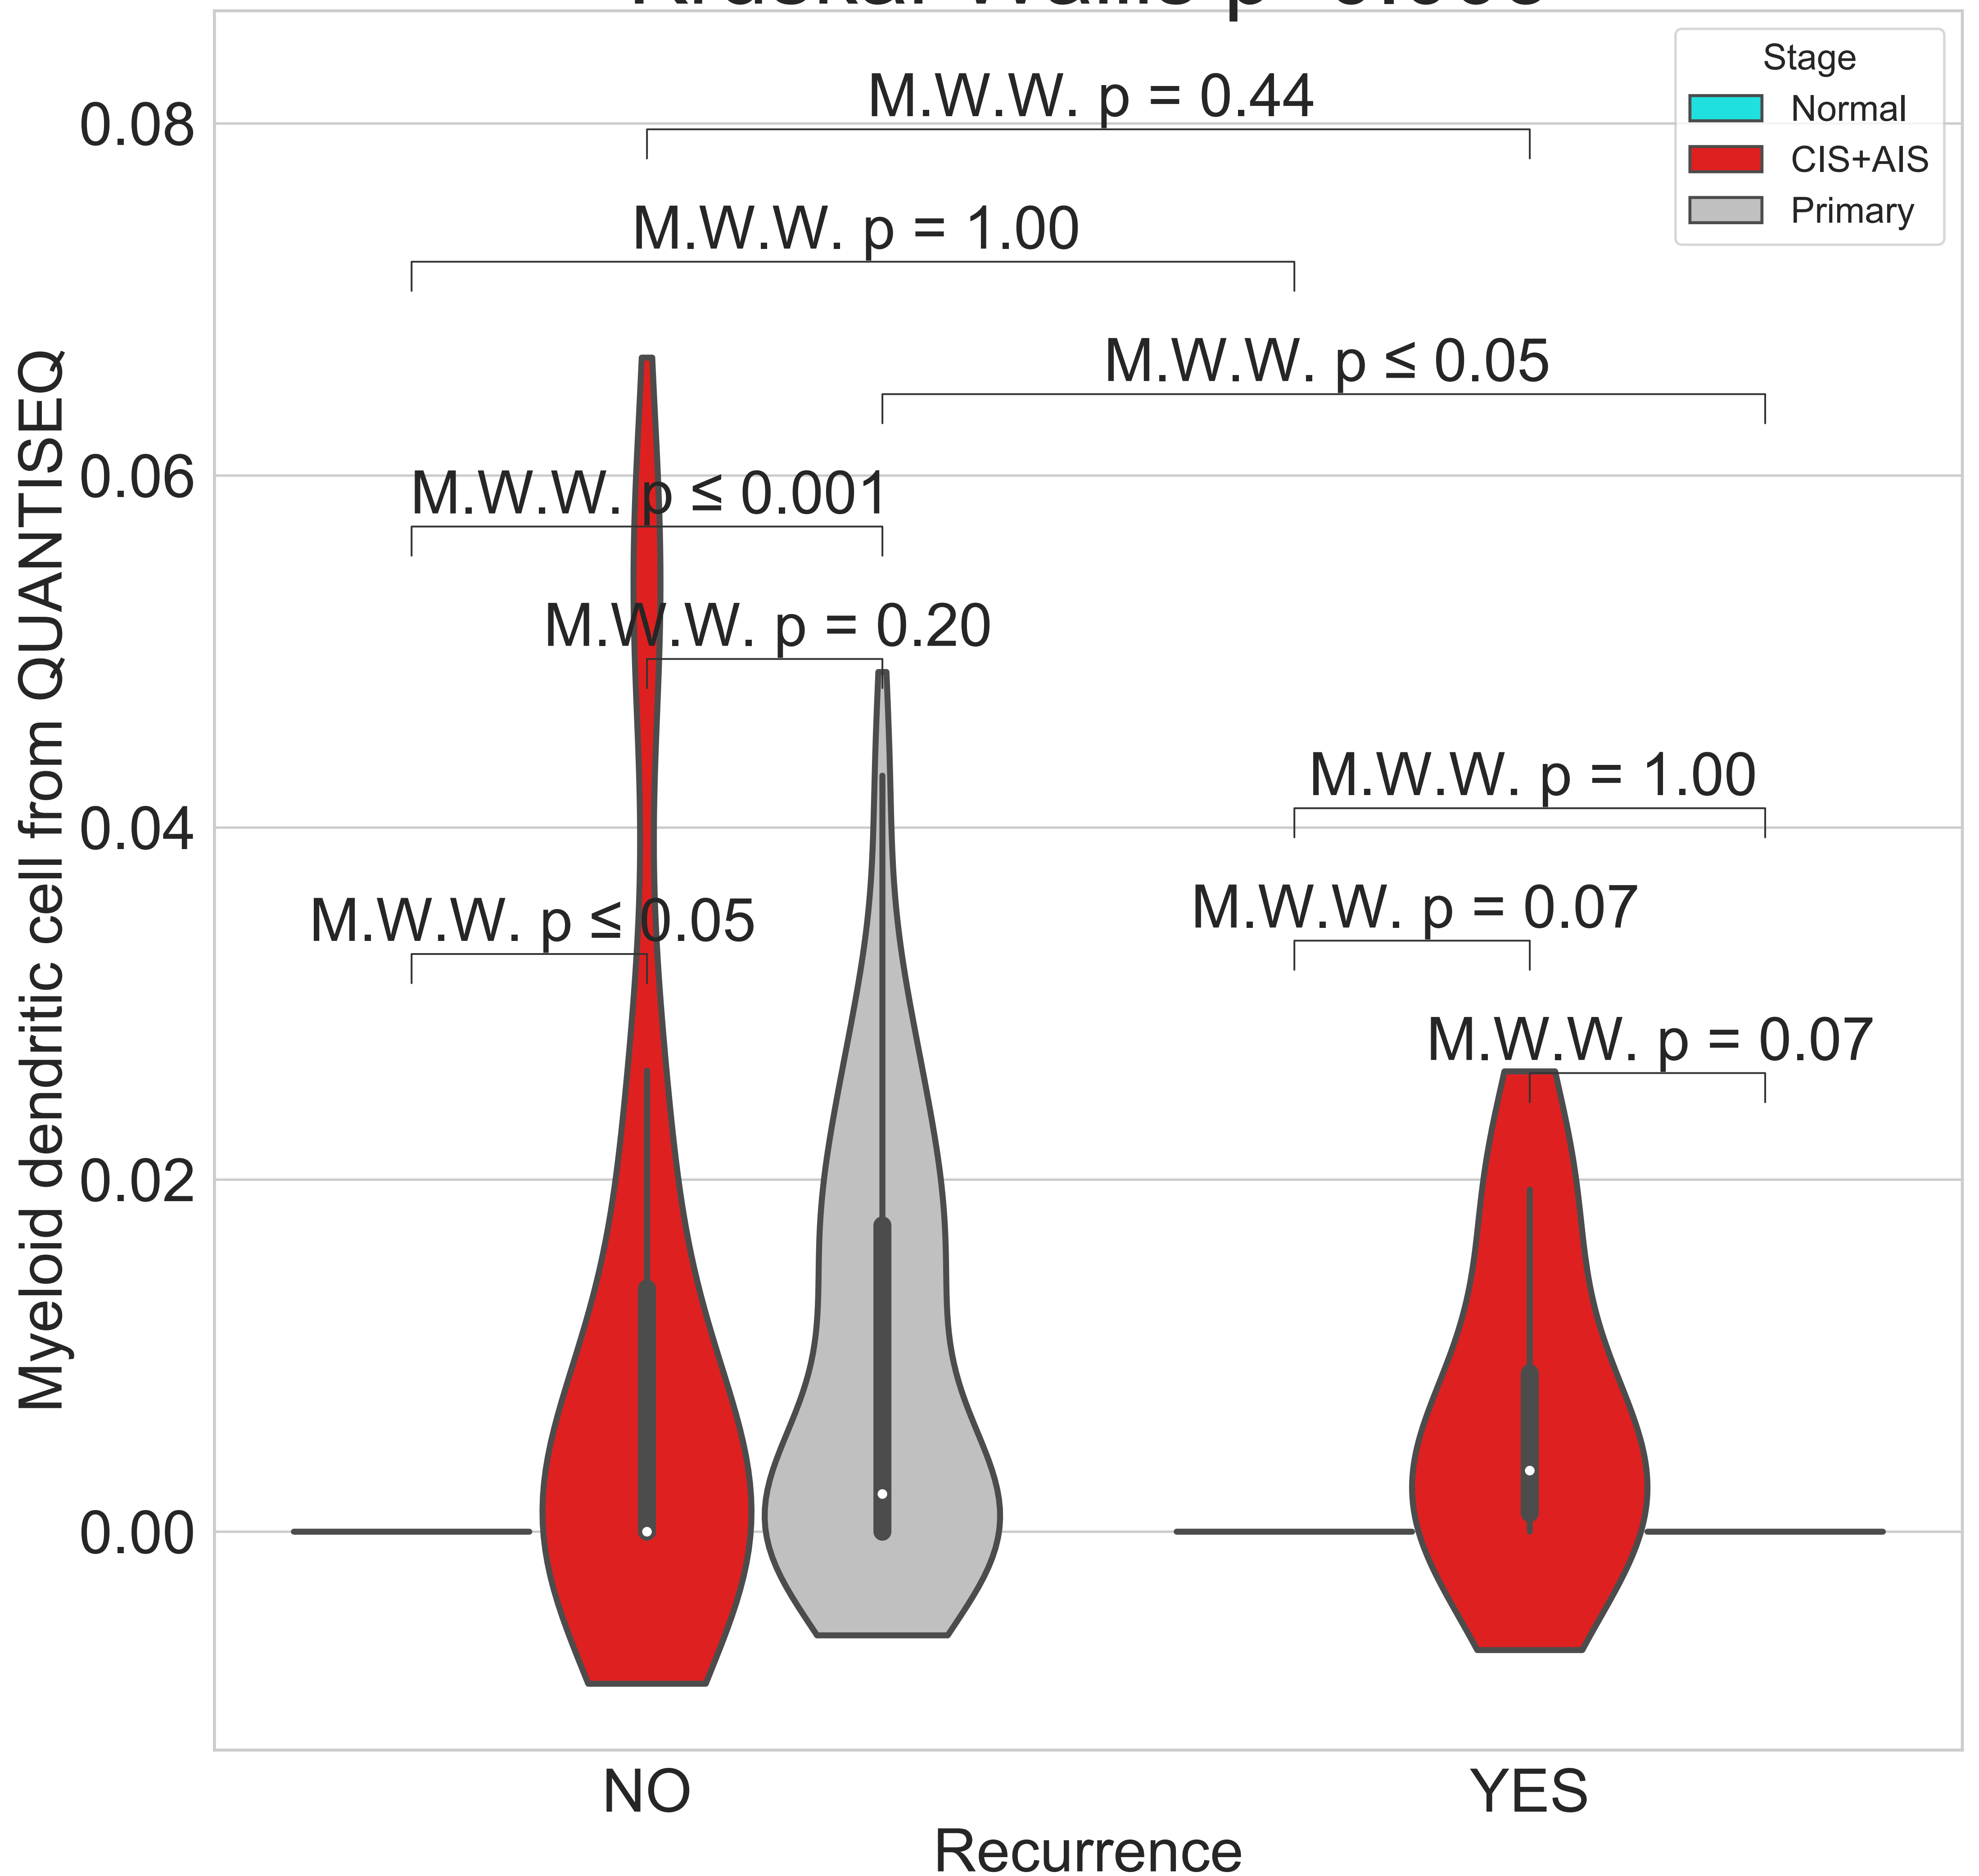 M.W.W. p = 0.44
M.W.W. p = 1.00
M.W.W. p ≤ 0.05
M.W.W. p ≤ 0.001
M.W.W. p = 0.20
M.W.W. p = 1.00
M.W.W. p ≤ 0.05
M.W.W. p = 0.07
M.W.W. p = 0.07
Stage
Normal
CIS+AIS
Primary
0.08
0.06
0.04
0.02
0.00
Myeloid dendritic cell from QUANTISEQ
NO
YES
Recurrence